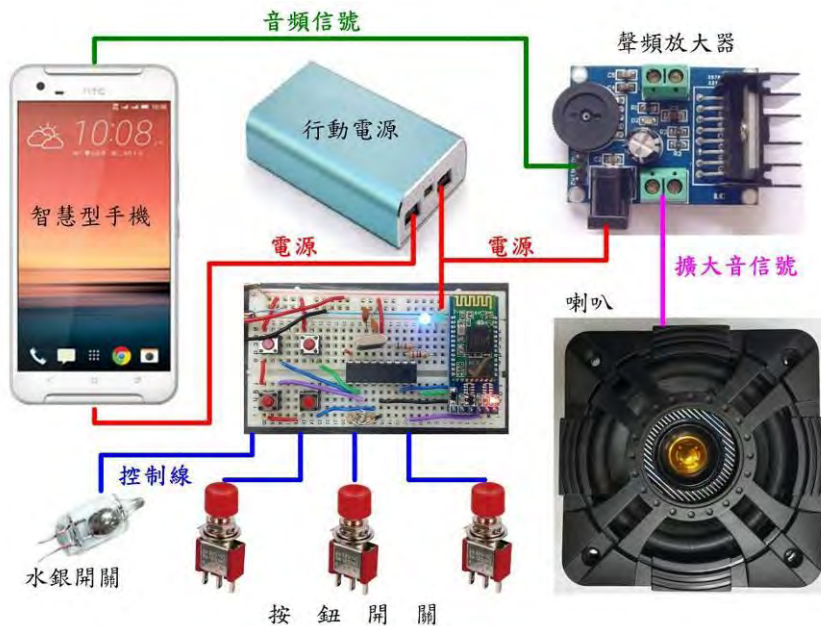 音頻信號
聲頻放大器
行動電源
hTC
10:08
智慧型手機
電源
電源
擴大音信號
喇叭
控制線
水銀開關
按鈕開關